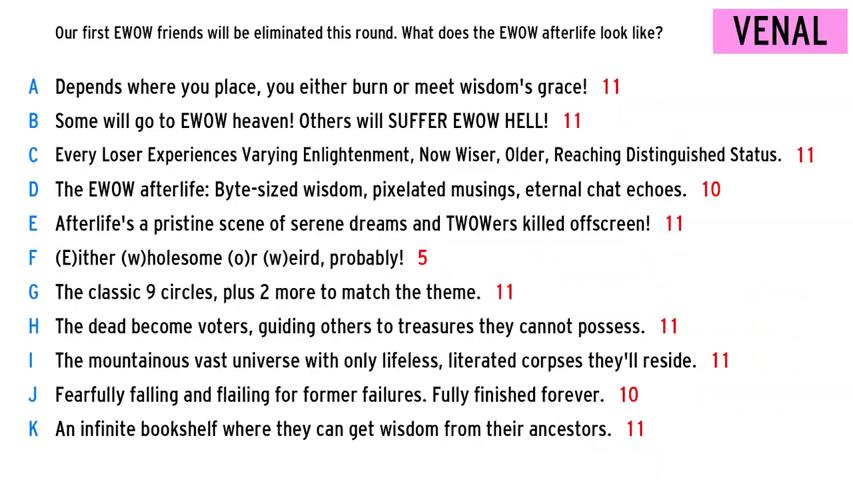 Our first EWOW friends will be eliminated this round. What does the EWOW afterlife look like?
VENAL
A Depends where you place, you either burn or meet wisdom's grace! 11
B Some will go to EWOW heaven! Others will SUFFER EWOW HELL! 11
C Every Loser Experiences Varying Enlightenment, Now Wiser, Older, Reaching Distinguished Status. 11
D The EWOW afterlife: Byte-sized wisdom, pixelated musings, eternal chat echoes. 10
E Afterlife's a pristine scene of serene dreams and TWOWers killed offscreen! 11
F (E)ither (w)holesome (o)r (w)eird, probably! 5
G The classic 9 circles, plus 2 more to match the theme. 11
H The dead become voters, guiding others to treasures they cannot possess. 11
I The mountainous vast universe with only lifeless, literated corpses they'll reside. 11
J Fearfully falling and flailing for former failures. Fully finished forever. 10
K An infinite bookshelf where they can get wisdom from their ancestors. 11